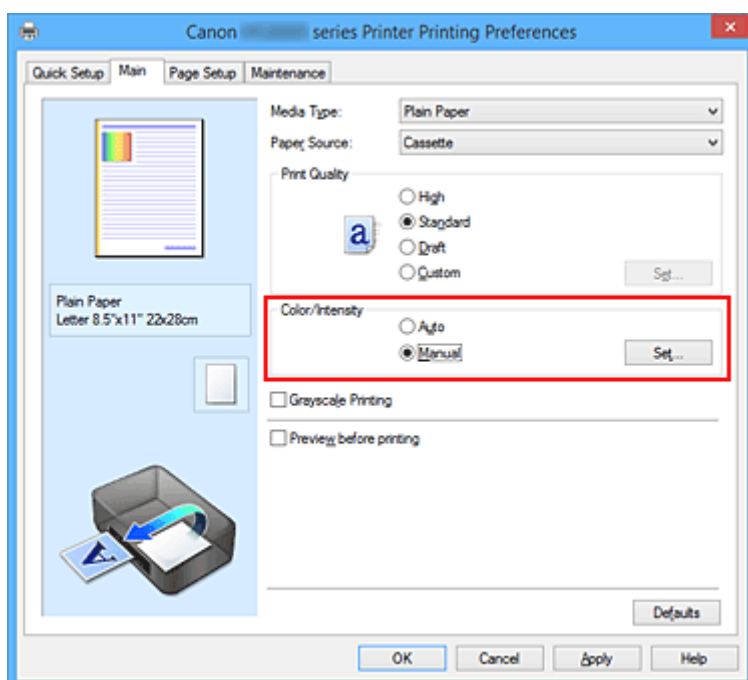 Canon series Printer Printing Preferences
Quick Setup Main Page Setup Maintenance
Media Type: Plain Paper
Paper Source: Cassette
Print Quality
High
a Standard
Draft
Custom Set...
Plain Paper
Letter 8.5"x11" 22x28cm
Color/Intensity
Auto
Manual Set...
Grayscale Printing
Preview before printing
A
Defaults
OK Cancel Apply Help